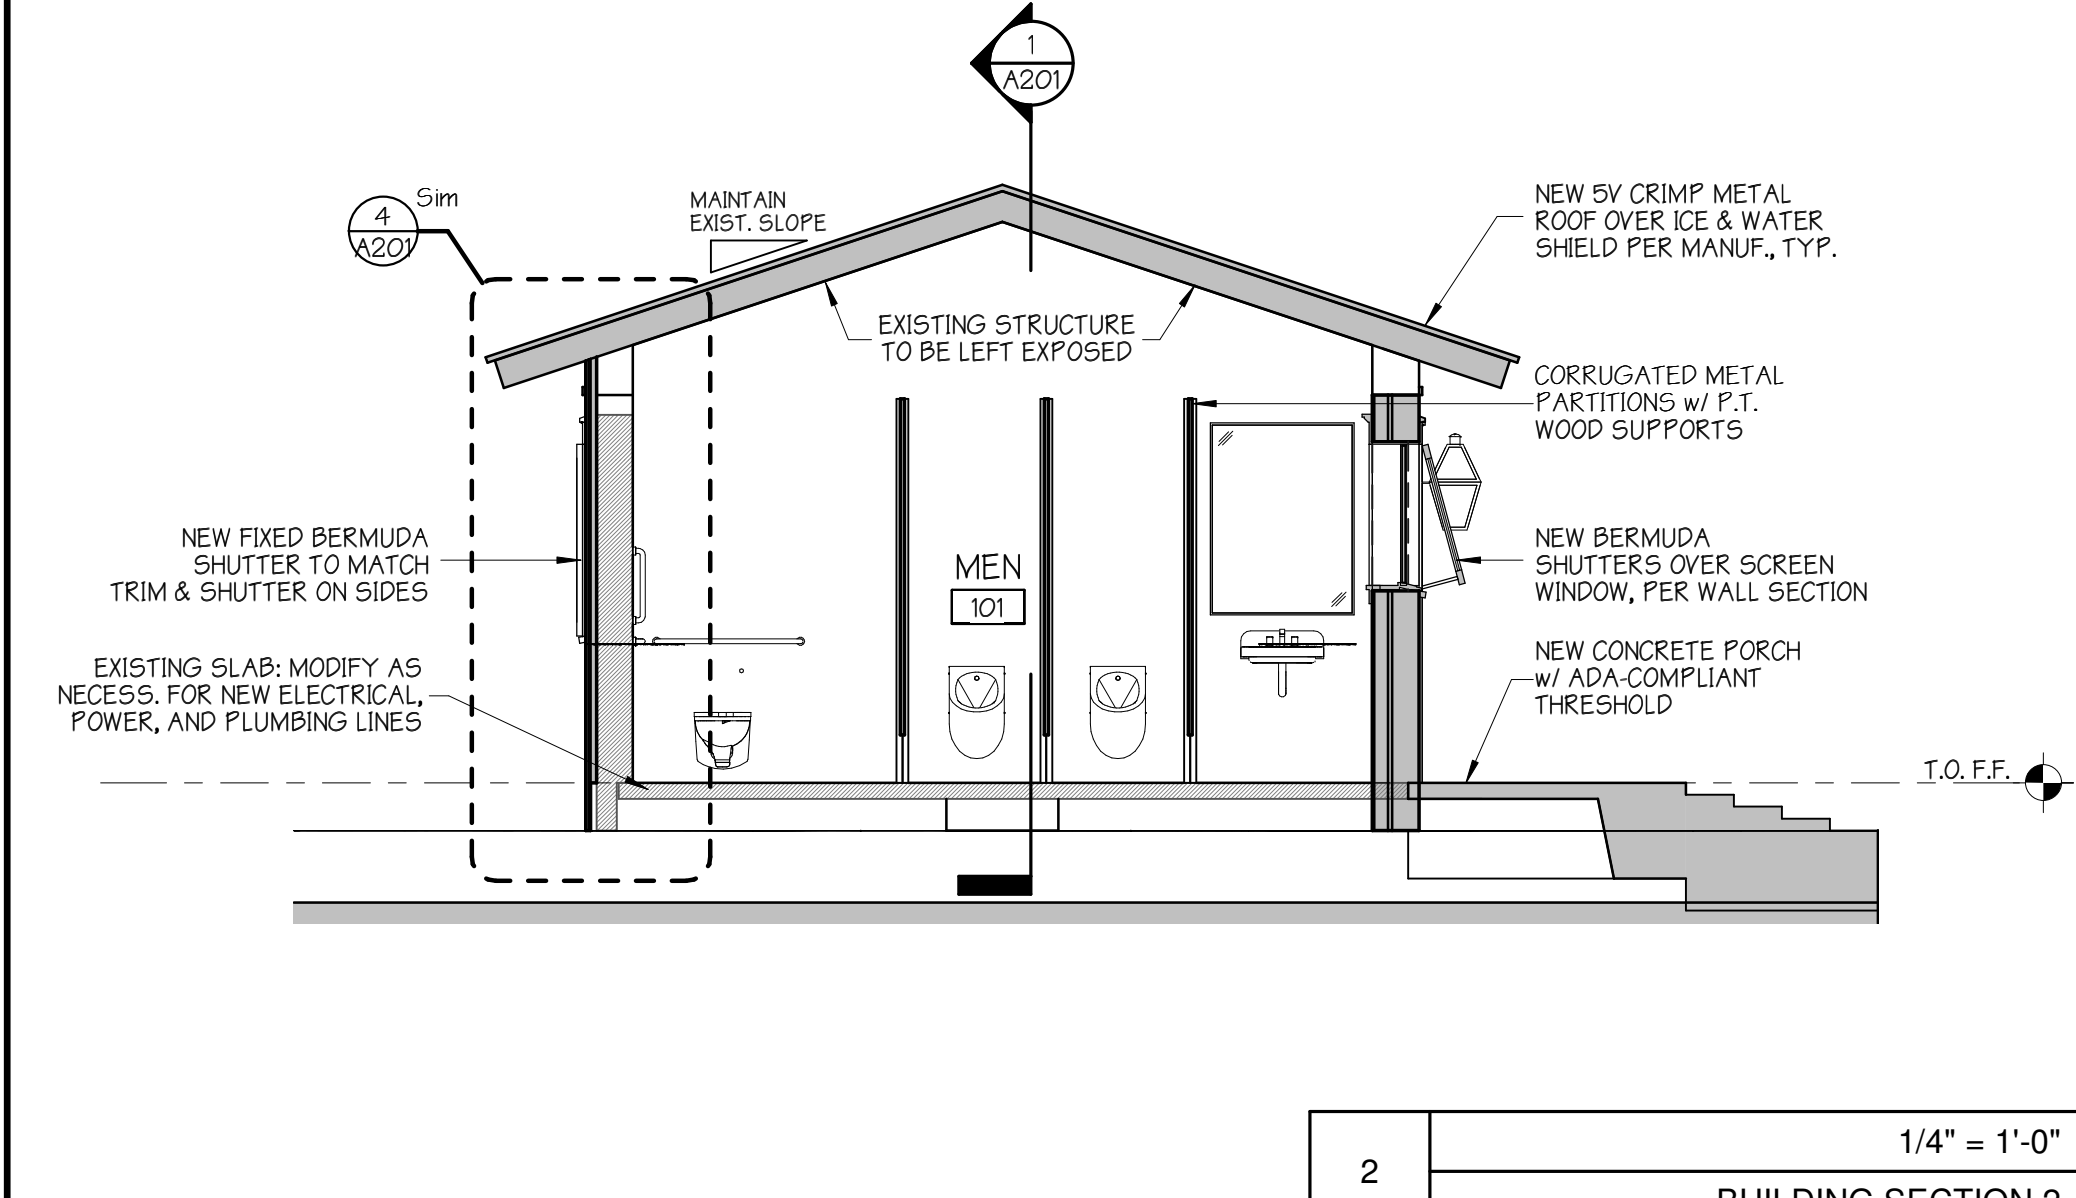 1
A201
4
A201
Sim
MAINTAIN
EXIST. SLOPE
NEW 5V CRIMP METAL
ROOF OVER ICE & WATER
SHIELD PER MANUF., TYP.
EXISTING STRUCTURE
TO BE LEFT EXPOSED
CORRUGATED METAL
PARTITIONS w/ P.T.
WOOD SUPPORTS
NEW FIXED BERMUDA
SHUTTER TO MATCH
TRIM & SHUTTER ON SIDES
MEN
101
NEW BERMUDA
SHUTTERS OVER SCREEN
WINDOW, PER WALL SECTION
EXISTING SLAB: MODIFY AS
NECESS. FOR NEW ELECTRICAL,
POWER, AND PLUMBING LINES
NEW CONCRETE PORCH
w/ ADA-COMPLIANT
THRESHOLD
T.O. F.F.
2
1/4" = 1'-0"
BUILDING SECTION 2